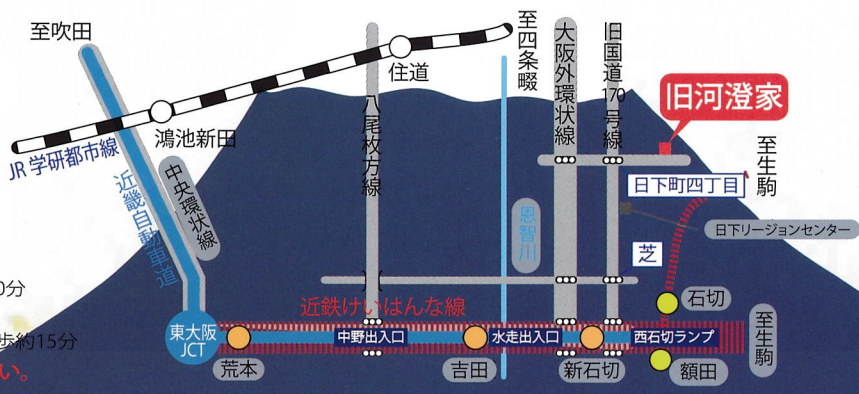 至吹田
住道
至四条畷
大阪外環状線
旧国道170号線
八尾枚方線
旧河澄家
鴻池新田
JR学研都市線
近畿自動車道
中央環状線
至生駒
日下町四丁目
恩智川
日下リージョンセンター
芝
0分
近鉄けいはんな線
石切
東大阪
JCT
中野出入口
水走出入口
西石切ランプ
至生駒
歩約15分
い。
荒本
吉田
新石切
額田